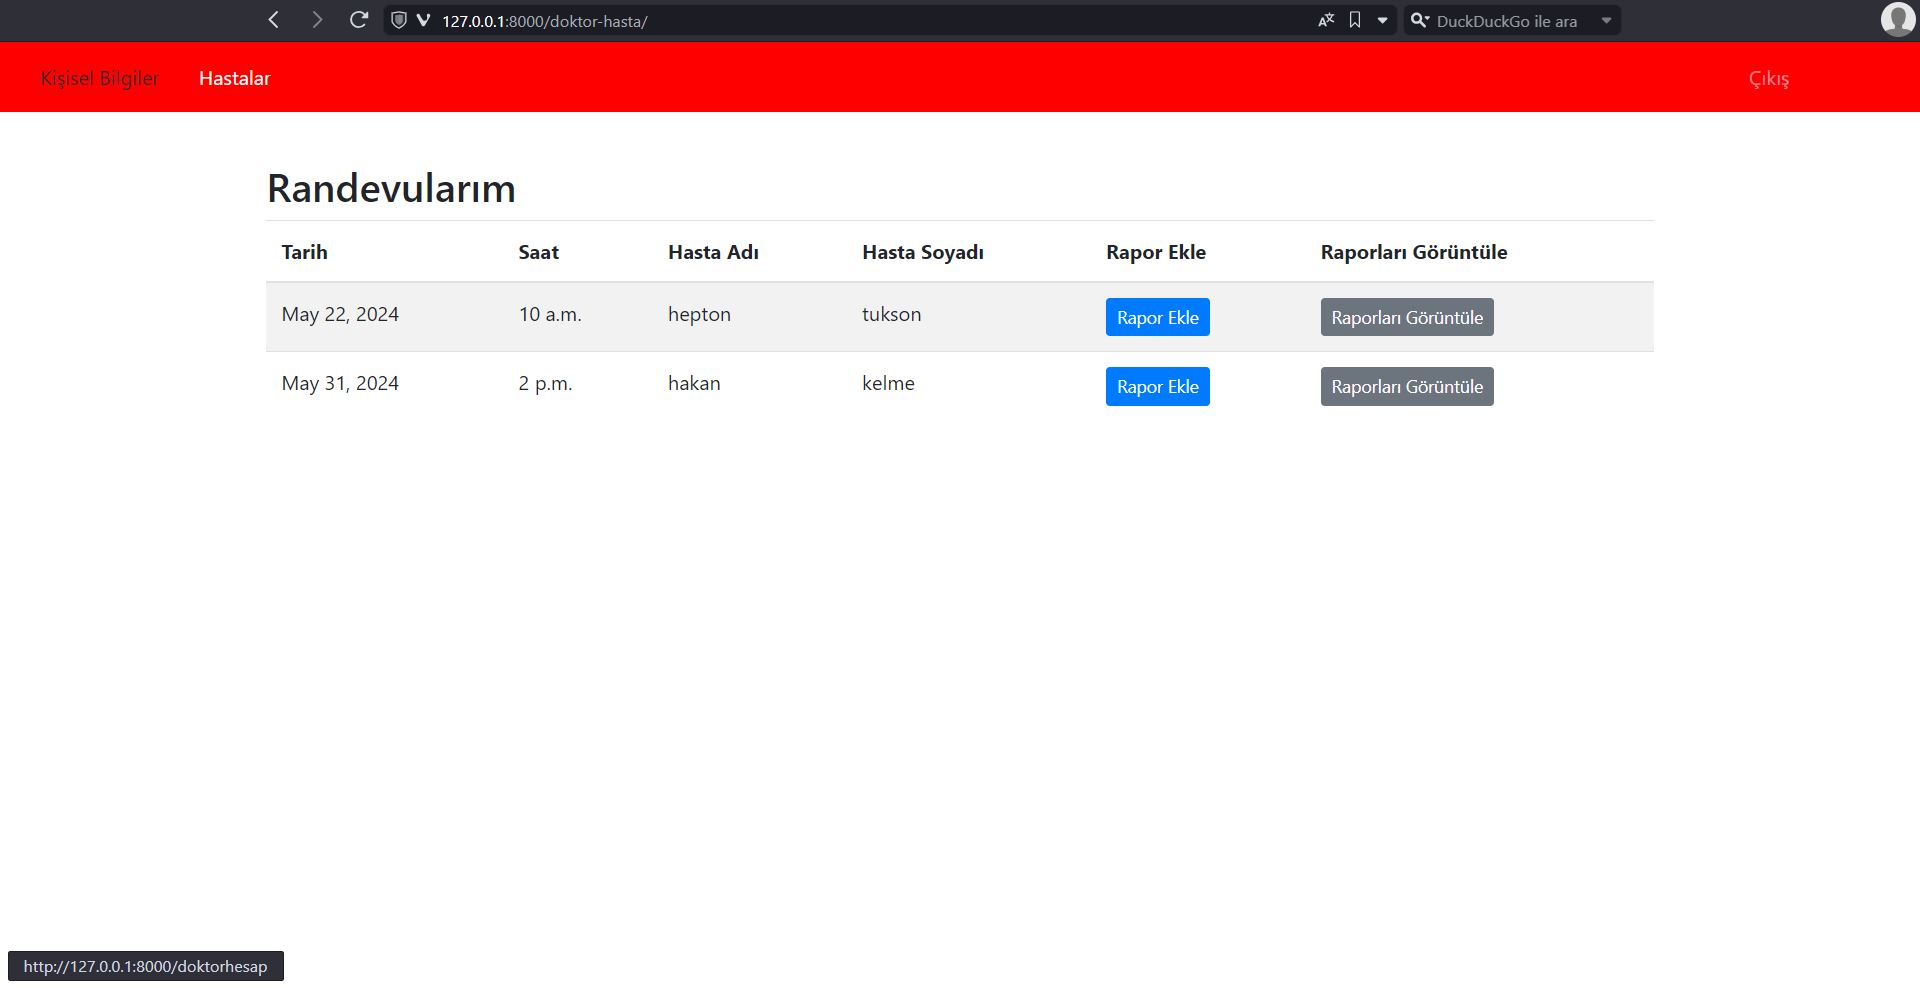 127.0.0.1:8000/doktor-hasta/ DuckDuckGo ile ara
Kişisel Bilgiler Hastalar Çıkış
Randevularım
Tarih Saat Hasta Adı Hasta Soyadı Rapor Ekle Raporları Görüntüle
May 22, 2024 10 a.m. hepton tukson Rapor Ekle Raporları Görüntüle
May 31, 2024 2 p.m. hakan kelme Rapor Ekle Raporları Görüntüle
http://127.0.0.1:8000/doktorhesap